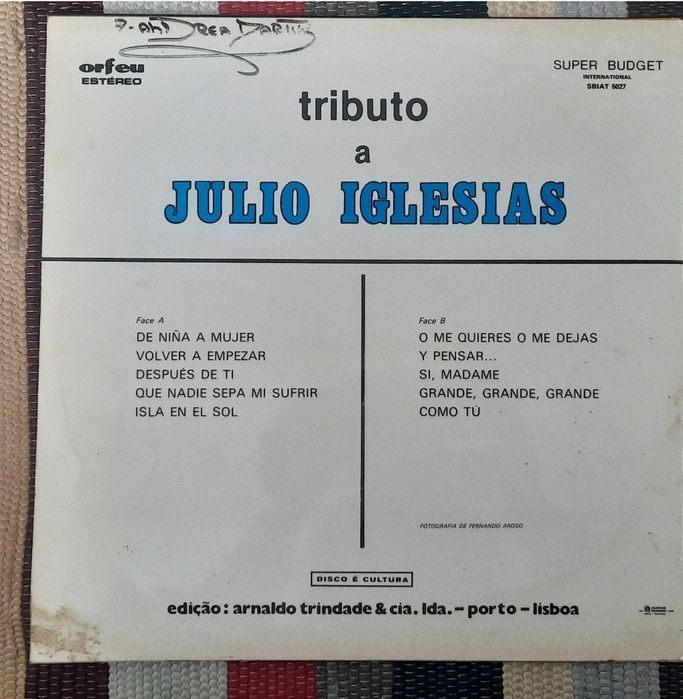 orfeu
ESTÉREO
SUPER BUDGET
INTERNATIONAL
SBIAT 5027
tributo
a
JULIO IGLESIAS
Face A
DE NIÑA A MUJER
VOLVER A EMPEZAR
DESPUÉS DE TI
QUE NADIE SEPA MI SUFRIR
ISLA EN EL SOL
Face B
O ME QUIERES O ME DEJAS
Y PENSAR...
SI, MADAME
GRANDE, GRANDE, GRANDE
COMO TÚ
FOTOGRAFIA DE FERNANDO AROSO
DISCO É CULTURA
edição : arnaldo trindade & cia. lda. – porto – lisboa